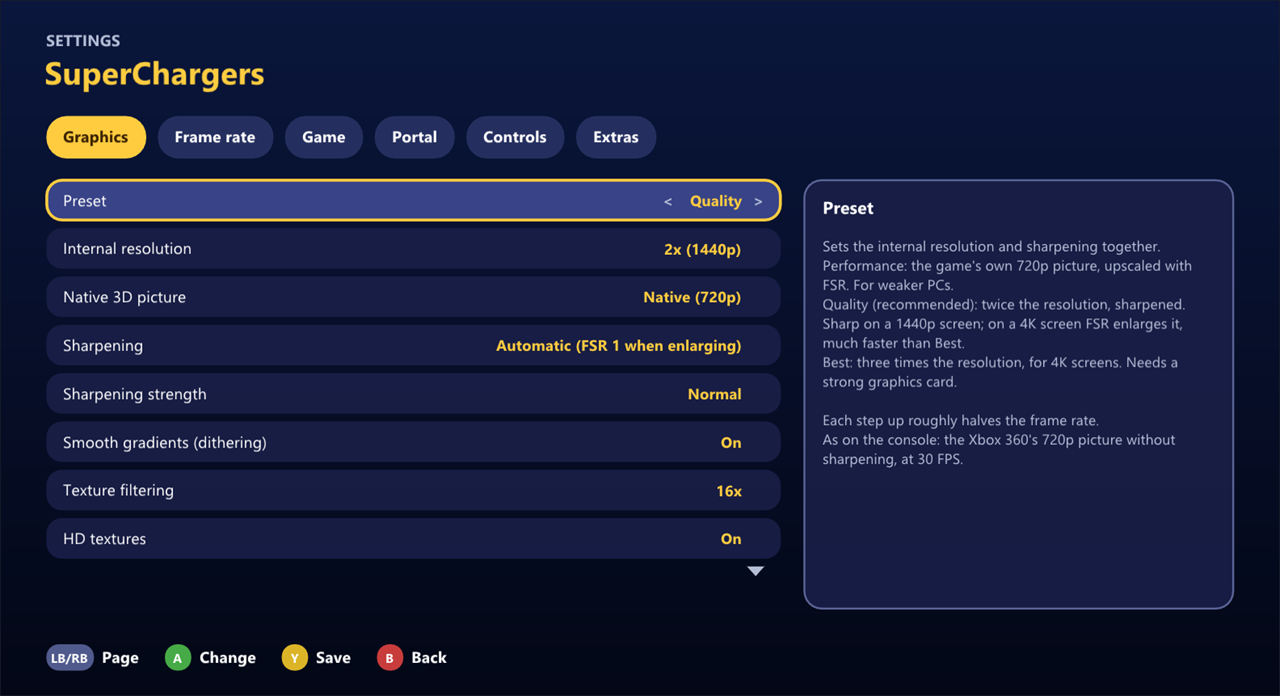 SETTINGS
SuperChargers
Graphics Frame rate Game Portal Controls Extras
Preset < Quality >
Internal resolution 2x (1440p)
Native 3D picture Native (720p)
Sharpening Automatic (FSR 1 when enlarging)
Sharpening strength Normal
Smooth gradients (dithering) On
Texture filtering 16x
HD textures On
Preset
Sets the internal resolution and sharpening together.
Performance: the game's own 720p picture, upscaled with
FSR. For weaker PCs.
Quality (recommended): twice the resolution, sharpened.
Sharp on a 1440p screen; on a 4K screen FSR enlarges it,
much faster than Best.
Best: three times the resolution, for 4K screens. Needs a
strong graphics card.
Each step up roughly halves the frame rate.
As on the console: the Xbox 360's 720p picture without
sharpening, at 30 FPS.
LB/RB Page A Change Y Save B Back